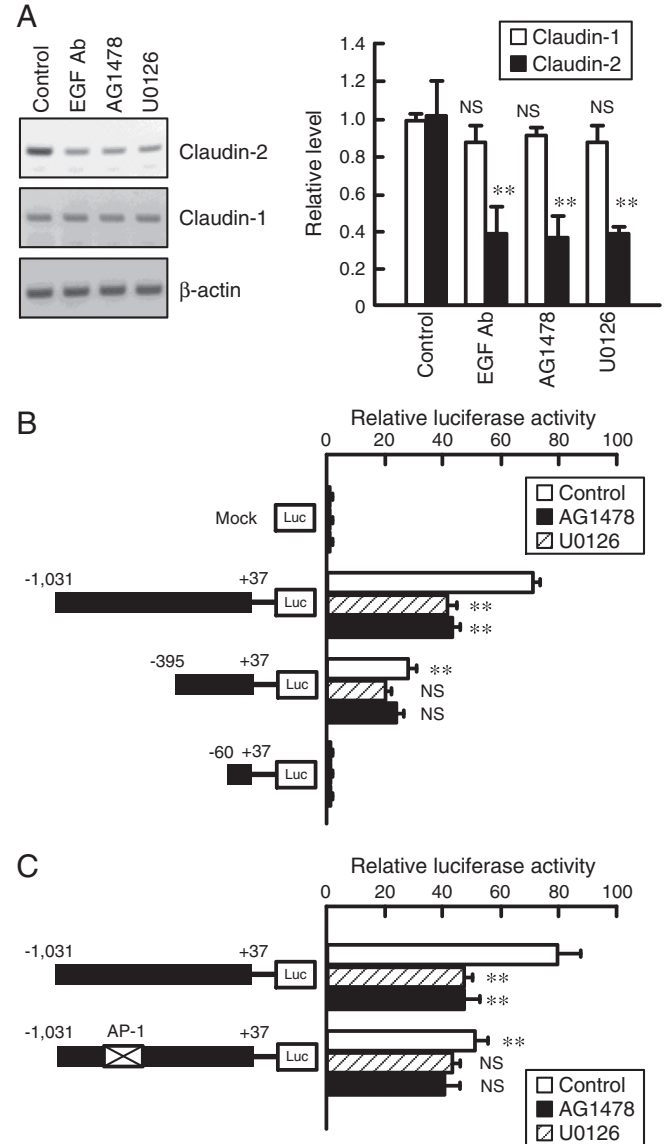 A
Control
EGF Ab
AG1478
U0126
Claudin-2
Claudin-1
β-actin
Relative level
1.4
1.2
1.0
0.8
0.6
0.4
0.2
0
Claudin-1
Claudin-2
NS
NS
NS
**
**
**
Control
EGF Ab
AG1478
U0126
B
Relative luciferase activity
0 20 40 60 80 100
Control
AG1478
U0126
Mock
Luc
-1,031 +37
Luc
**
**
-395 +37
Luc
**
NS
NS
-60 +37
Luc
C
Relative luciferase activity
0 20 40 60 80 100
-1,031 +37
Luc
**
**
-1,031 AP-1 +37
Luc
**
NS
NS
Control
AG1478
U0126